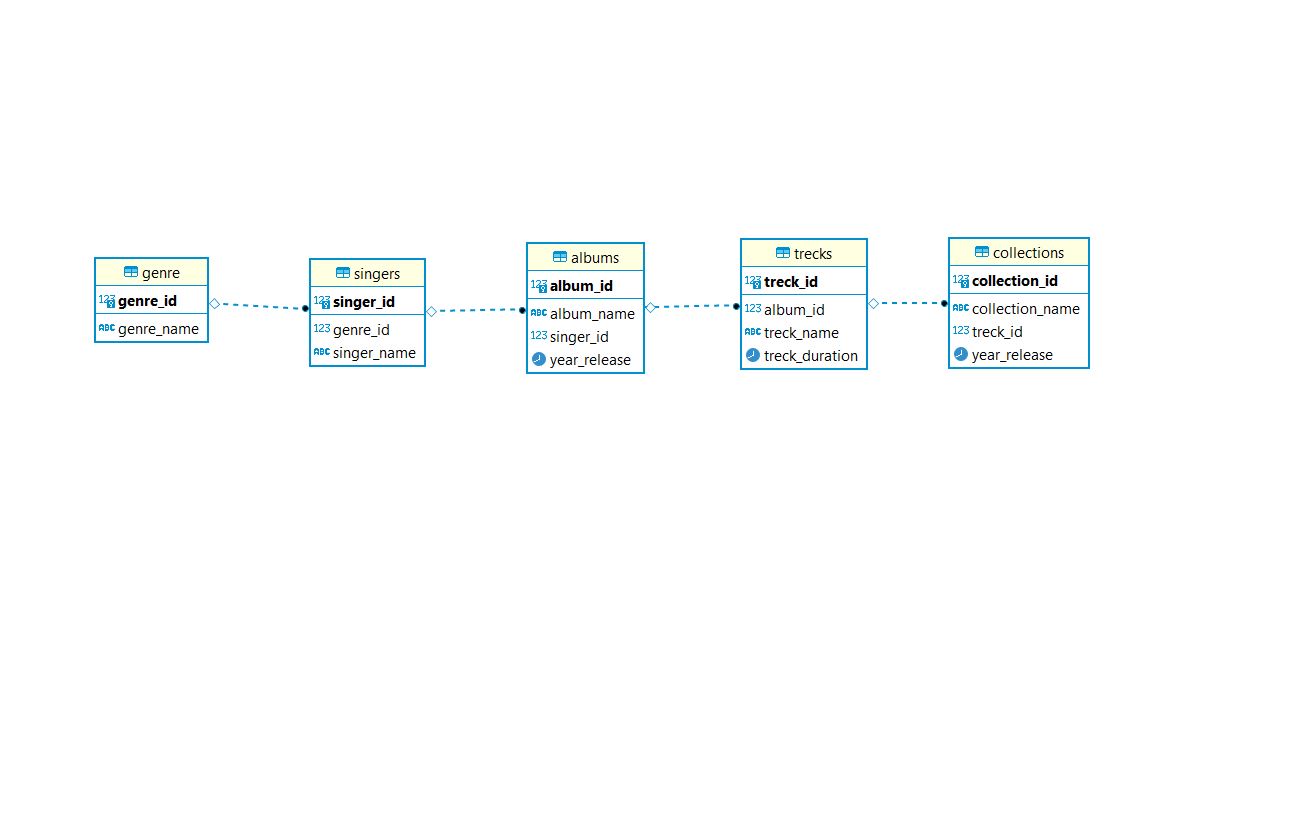 genre
genre_id
genre_name
singers
singer_id
genre_id
singer_name
albums
album_id
album_name
singer_id
year_release
trecks
treck_id
album_id
treck_name
treck_duration
collections
collection_id
collection_name
treck_id
year_release